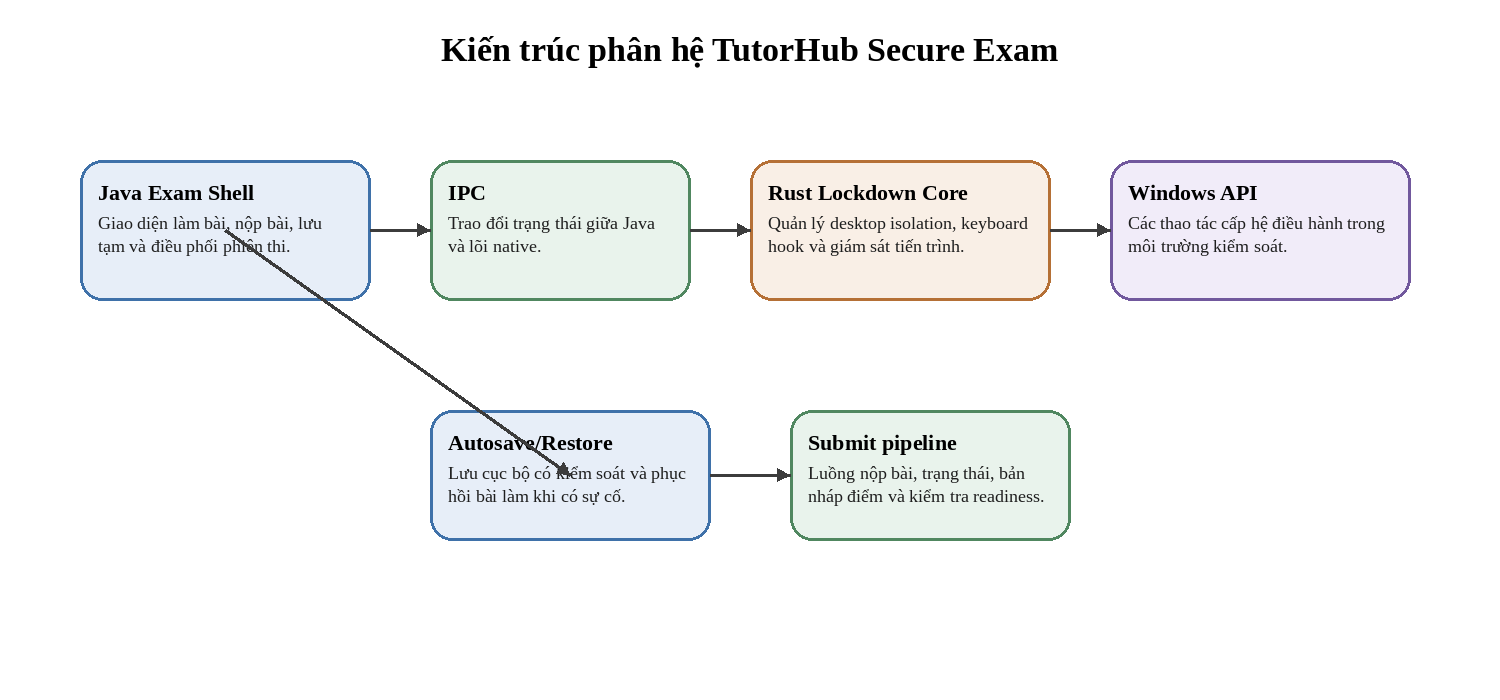 Kiến trúc phân hệ TutorHub Secure Exam
Java Exam Shell
Giao diện làm bài, nộp bài, lưu
tạm và điều phối phiên thi.
IPC
Trao đổi trạng thái giữa Java
và lõi native.
Rust Lockdown Core
Quản lý desktop isolation, keyboard
hook và giám sát tiến trình.
Windows API
Các thao tác cấp hệ điều hành trong
môi trường kiểm soát.
Autosave/Restore
Lưu cục bộ có kiểm soát và phục
hồi bài làm khi có sự cố.
Submit pipeline
Luồng nộp bài, trạng thái, bản
nháp điểm và kiểm tra readiness.